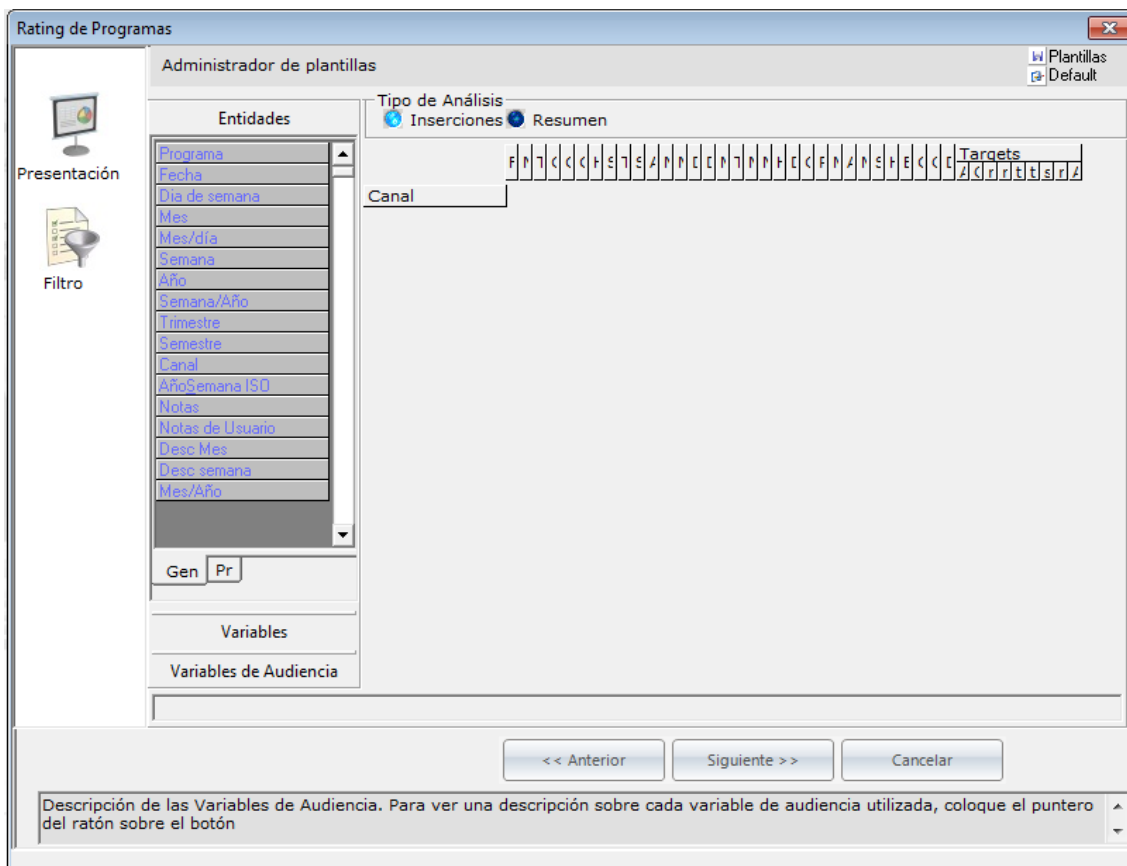 Rating de Programas
Administrador de plantillas
Plantillas
Default
Presentación
Filtro
Entidades
Programa
Fecha
Dia de semana
Mes
Mes/día
Semana
Año
Semana/Año
Trimestre
Semestre
Canal
AñoSemana ISO
Notas
Notas de Usuario
Desc Mes
Desc semana
Mes/Año
Gen Pr
Variables
Variables de Audiencia
Tipo de Análisis
Inserciones Resumen
Targets
Canal
<< Anterior Siguiente >> Cancelar
Descripción de las Variables de Audiencia. Para ver una descripción sobre cada variable de audiencia utilizada, coloque el puntero
del ratón sobre el botón